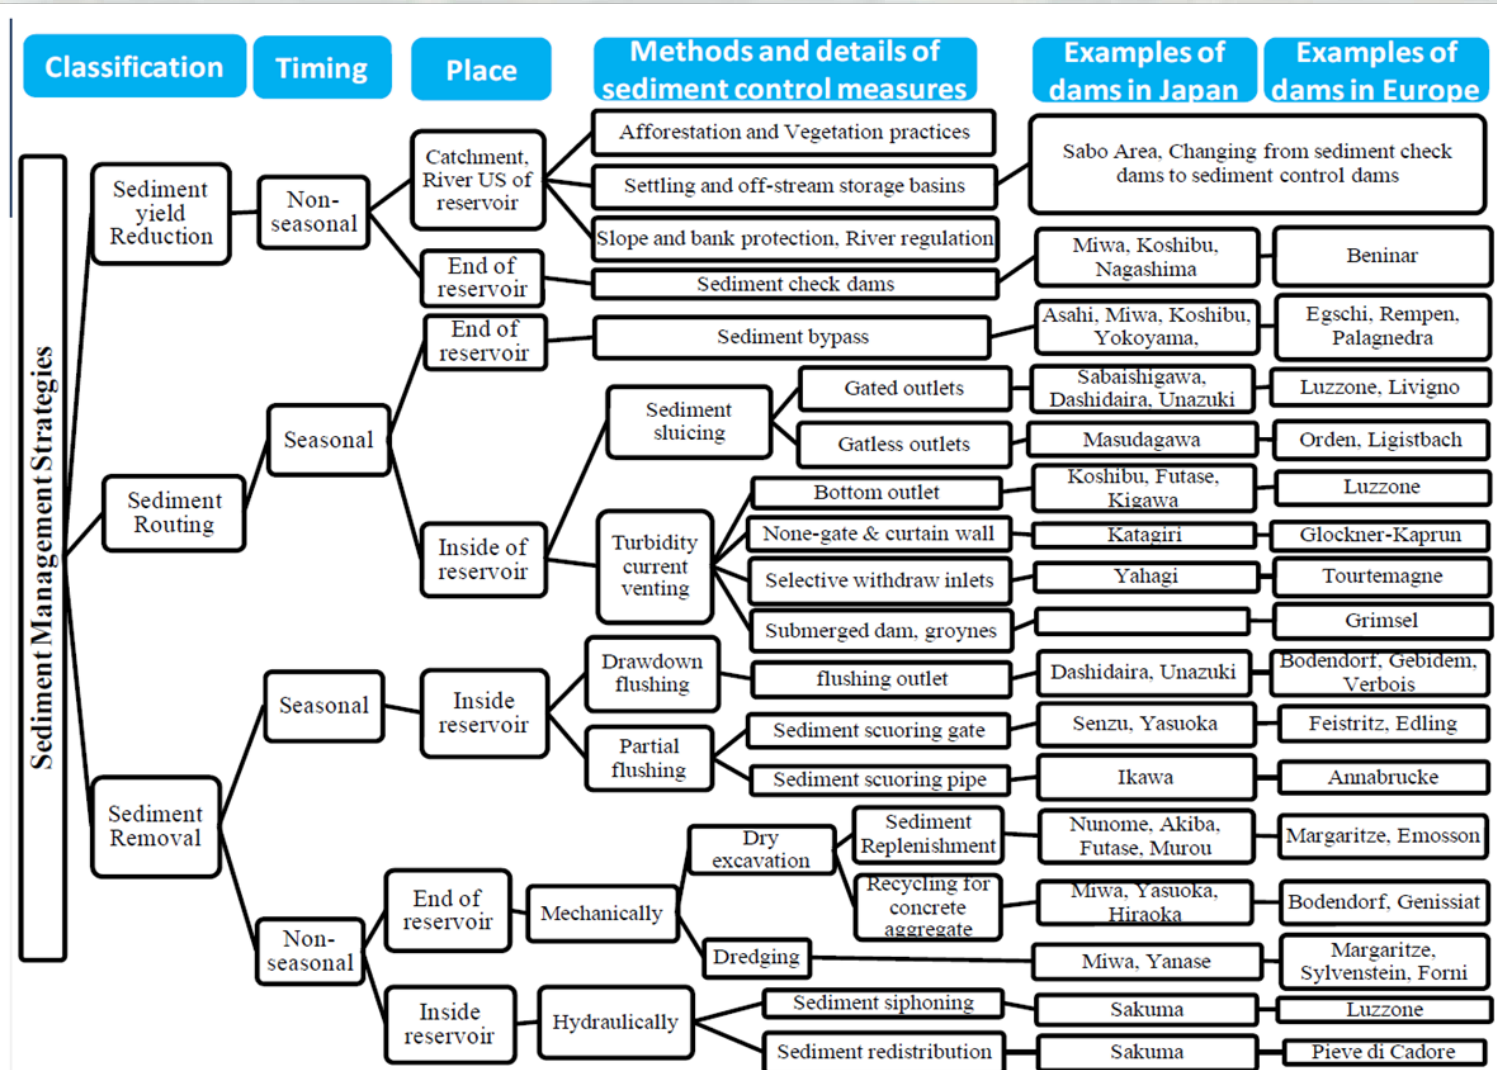 Classification
Timing
Place
Methods and details of
sediment control measures
Examples of
dams in Japan
Examples of
dams in Europe
Sediment Management Strategies
Sediment
yield
Reduction
Non-
seasonal
Catchment,
River US of
reservoir
Afforestation and Vegetation practices
Settling and off-stream storage basins
Slope and bank protection, River regulation
Sabo Area, Changing from sediment check
dams to sediment control dams
End of
reservoir
Sediment check dams
Miwa, Koshibu,
Nagashima
Beninar
Sediment
Routing
Seasonal
End of
reservoir
Sediment bypass
Asahi, Miwa, Koshibu,
Yokoyama,
Egschi, Rempen,
Palagnedra
Inside of
reservoir
Sediment
sluicing
Gated outlets
Sabaishigawa,
Dashidaira, Unazuki
Luzzone, Livigno
Gatless outlets
Masudagawa
Orden, Ligistbach
Turbidity
current
venting
Bottom outlet
Koshibu, Futase,
Kigawa
Luzzone
None-gate & curtain wall
Katagiri
Glockner-Kaprun
Selective withdraw inlets
Yahagi
Tourtemagne
Submerged dam, groynes
Grimsel
Sediment
Removal
Seasonal
Inside
reservoir
Drawdown
flushing
flushing outlet
Dashidaira, Unazuki
Bodendorf, Gebidem,
Verbois
Partial
flushing
Sediment scuoring gate
Senzu, Yasuoka
Feistritz, Edling
Sediment scuoring pipe
Ikawa
Annabrucke
Non-
seasonal
End of
reservoir
Mechanically
Dry
excavation
Sediment
Replenishment
Nunome, Akiba,
Futase, Murou
Margaritze, Emosson
Recycling for
concrete
aggregate
Miwa, Yasuoka,
Hiraoka
Bodendorf, Genissiat
Dredging
Miwa, Yanase
Margaritze,
Sylvenstein, Forni
Inside
reservoir
Hydraulically
Sediment siphoning
Sakuma
Luzzone
Sediment redistribution
Sakuma
Pieve di Cadore